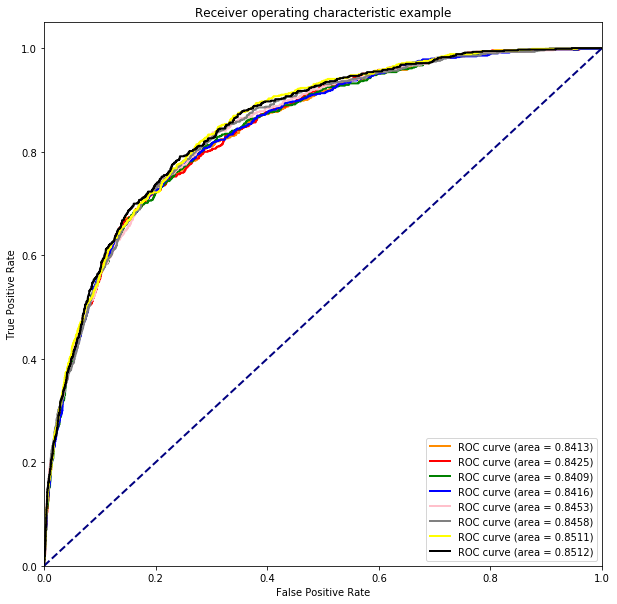 Receiver operating characteristic example
True Positive Rate
1.0
0.8
0.6
0.4
0.2
0.0
ROC curve (area = 0.8413)
ROC curve (area = 0.8425)
ROC curve (area = 0.8409)
ROC curve (area = 0.8416)
ROC curve (area = 0.8453)
ROC curve (area = 0.8458)
ROC curve (area = 0.8511)
ROC curve (area = 0.8512)
0.0 0.2 0.4 0.6 0.8 1.0
False Positive Rate